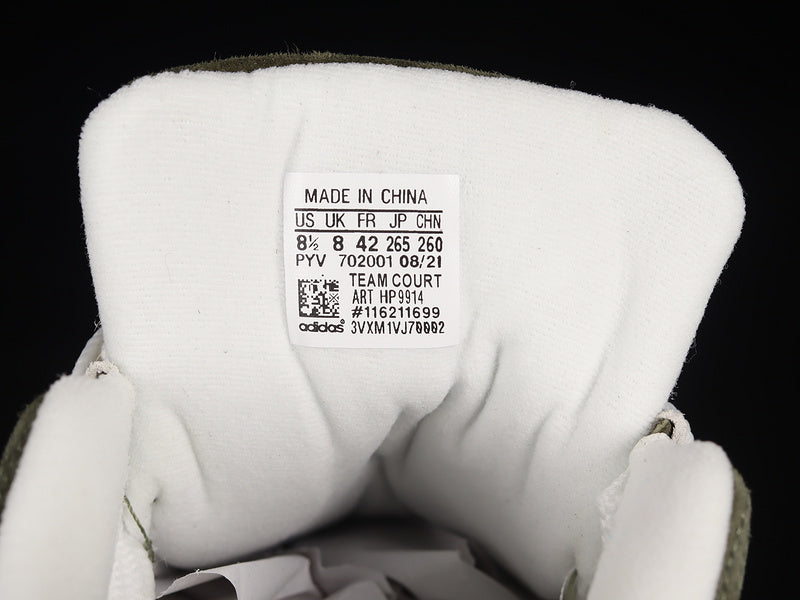 MADE IN CHINA
US UK FR JP CHN
8½ 8 42 265 260
PYV 702001 08/21
TEAM COURT
ART HP9914
#116211699
adidas® 3VXM1VJ70002